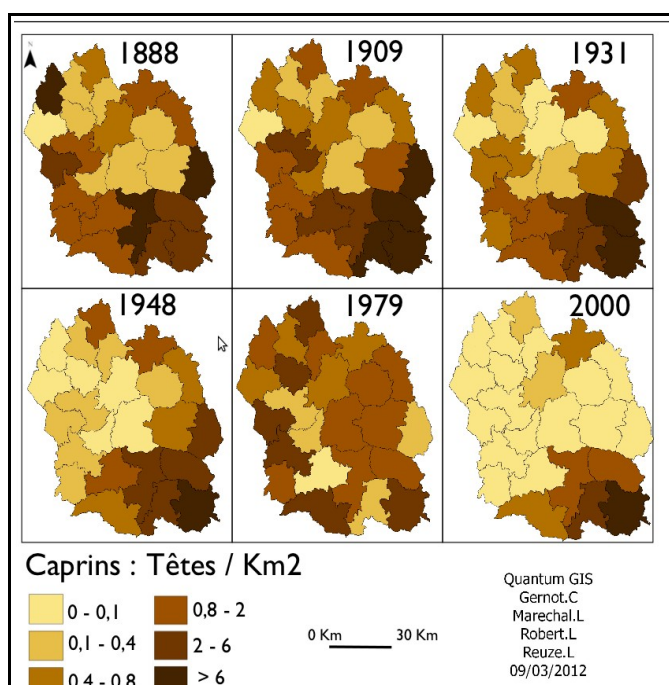 N
1888
1909
1931
1948
1979
2000
Caprins : Têtes / Km2
0 - 0,1
0,8 - 2
0,1 - 0,4
2 - 6
0,4 - 0,8
> 6
0 Km 30 Km
Quantum GIS
Gernot.C
Marechal.L
Robert.L
Reuze.L
09/03/2012